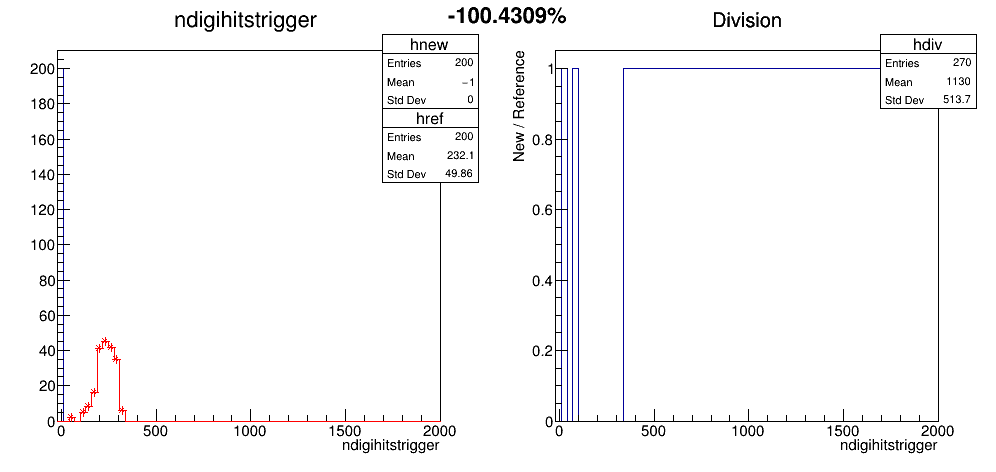 -100.4309%
ndigihitstrigger
hnew
Entries 200
Mean −1
Std Dev 0
href
Entries 200
Mean 232.1
Std Dev 49.86
200
180
160
140
120
100
80
60
40
20
0
0 500 1000 1500 2000
ndigihitstrigger
Division
hdiv
Entries 270
Mean 1130
Std Dev 513.7
New / Reference
1
0.8
0.6
0.4
0.2
0
0 500 1000 1500 2000
ndigihitstrigger